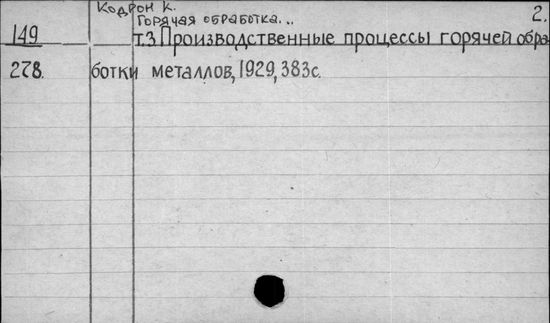 Кодрон К. 2.
Горячая обработка...
149 т.3 Производственные процессы горячей обра-
278. ботки металлов, 1929, 383с.